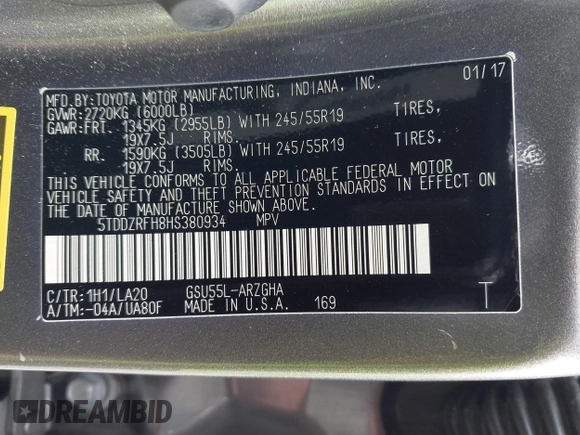 MFD.BY:TOYOTA MOTOR MANUFACTURING, INDIANA, INC. 01/17
GVWR:2720KG (6000LB)
GAWR:FRT. 1345KG (2955LB) WITH 245/55R19 TIRES,
19X7.5J RIMS.
RR. 1590KG (3505LB) WITH 245/55R19 TIRES,
19X7.5J RIMS.
THIS VEHICLE CONFORMS TO ALL APPLICABLE FEDERAL MOTOR
VEHICLE SAFETY AND THEFT PREVENTION STANDARDS IN EFFECT ON
THE DATE OF MANUFACTURE SHOWN ABOVE.
5TDDZRFH8HS380934 MPV
C/TR:1H1/LA20 GSU55L-ARZGHA
A/TM:-04A/UA80F MADE IN U.S.A. 169 T
DREAMBID